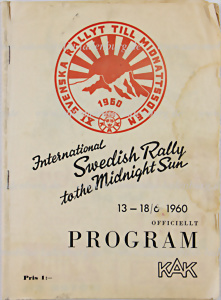 XI SVENSKA RALLYT TILL MIDNATTSSOLEN
1960
International
Swedish Rally
to the Midnight Sun
13-18/6 1960
OFFICIELLT
PROGRAM
Pris 1:-
KAK